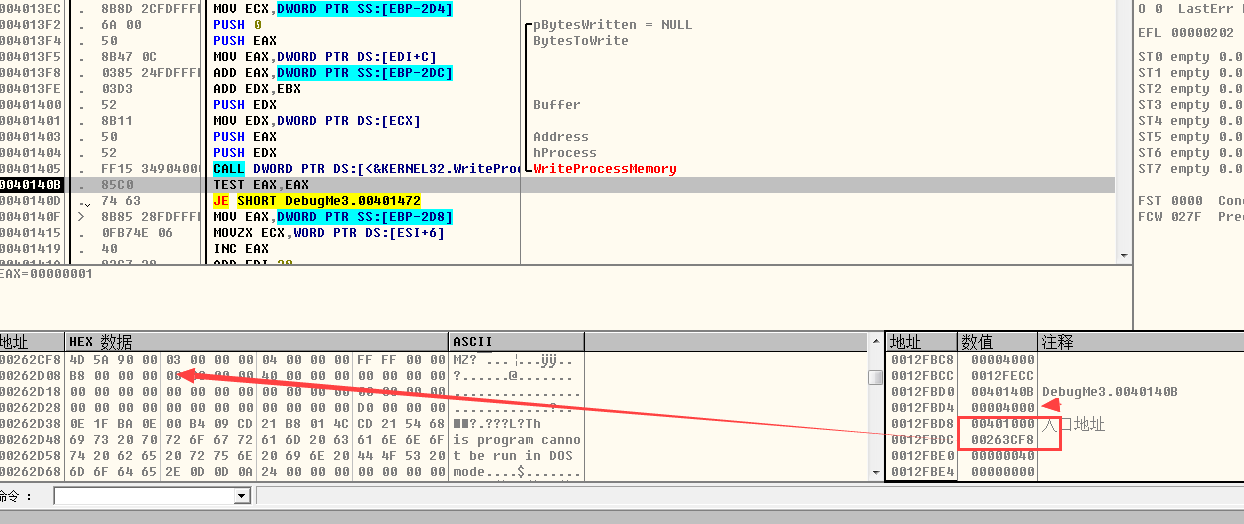 004013EC . 8B8D 2CFDFFFF MOV ECX,DWORD PTR SS:[EBP-2D4]
004013F2 . 6A 00 PUSH 0 pBytesWritten = NULL
004013F4 . 50 PUSH EAX BytesToWrite
004013F5 . 8B47 0C MOV EAX,DWORD PTR DS:[EDI+C]
004013F8 . 0385 24FDFFFF ADD EAX,DWORD PTR SS:[EBP-2DC]
004013FE . 03D3 ADD EDX,EBX
00401400 . 52 PUSH EDX Buffer
00401401 . 8B11 MOV EDX,DWORD PTR DS:[ECX]
00401403 . 50 PUSH EAX Address
00401404 . 52 PUSH EDX hProcess
00401405 . FF15 34904000 CALL DWORD PTR DS:[<&KERNEL32.WriteProc WriteProcessMemory
0040140B . 85C0 TEST EAX,EAX
0040140D . 74 63 JE SHORT DebugMe3.00401472
0040140F > 8B85 28FDFFFF MOV EAX,DWORD PTR SS:[EBP-2D8]
00401415 . 0FB74E 06 MOVZX ECX,WORD PTR DS:[ESI+6]
00401419 . 40 INC EAX
EAX=00000001
O 0 LastErr
EFL 00000202
ST0 empty 0.0
ST1 empty 0.0
ST2 empty 0.0
ST3 empty 0.0
ST4 empty 0.0
ST5 empty 0.0
ST6 empty 0.0
ST7 empty 0.0
FST 0000 Con
FCW 027F Pre
地址 HEX 数据 ASCII
00262CF8 4D 5A 90 00 03 00 00 00 04 00 00 00 FF FF 00 00 MZ?
00262D08 B8 00 00 00 00 00 00 00 40 00 00 00 00 00 00 00 ?......@.......
00262D18 00 00 00 00 00 00 00 00 00 00 00 00 00 00 00 00 ................
00262D28 00 00 00 00 00 00 00 00 00 00 00 00 D0 00 00 00 ............?...
00262D38 0E 1F BA 0E 00 B4 09 CD 21 B8 01 4C CD 21 54 68
00262D48 69 73 20 70 72 6F 67 72 61 6D 20 63 61 6E 6E 6F is program canno
00262D58 74 20 62 65 20 72 75 6E 20 69 6E 20 44 4F 53 20 t be run in DOS
00262D68 6D 6F 64 65 2E 0D 0D 0A 24 00 00 00 00 00 00 00 mode....$.......
地址 数值 注释
0012FBC8 00004000
0012FBCC 0012FECC
0012FBD0 0040140B DebugMe3.0040140B
0012FBD4 00004000
0012FBD8 00401000 入口地址
0012FBDC 00263CF8
0012FBE0 00000040
0012FBE4 00000000
命令 :